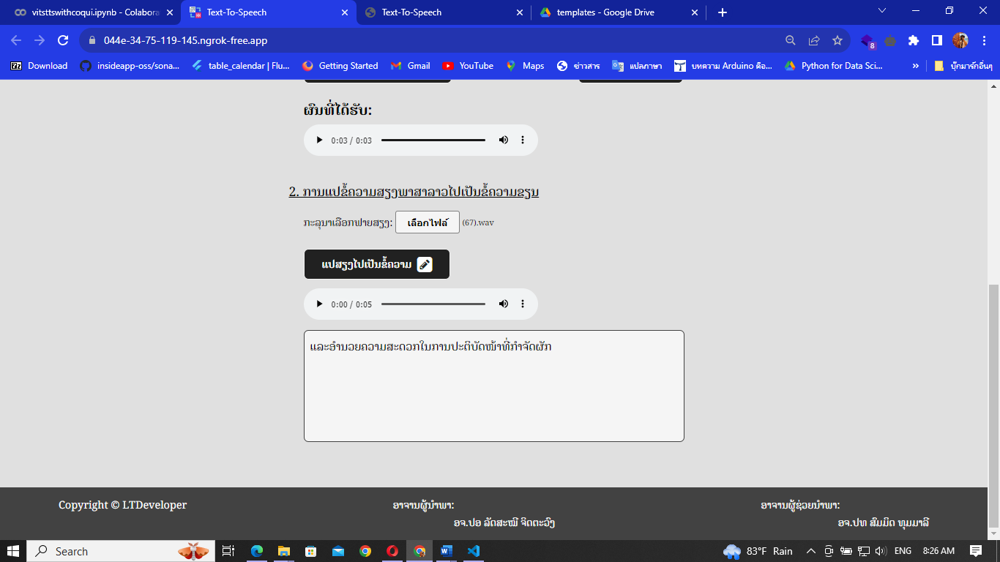 vitsttswithcoqui.ipynb - Colabora
Text-To-Speech
Text-To-Speech
templates - Google Drive
044e-34-75-119-145.ngrok-free.app
8
7z Download
insideapp-oss/sona...
table_calendar | Flu...
Getting Started
Gmail
YouTube
Maps
ข่าวสาร
แปลภาษา
บทความ Arduino คือ...
Python for Data Sci...
»
บุ๊กมาร์กอื่นๆ
ຜົນທີ່ໄດ້ຮັບ:
0:03 / 0:03
2. ການແປຂໍ້ຄວາມສຽງພາສາລາວໄປເປັນຂໍ້ຄວາມຂຽນ
ກະລຸນາເລືອກຟາຍສຽງ: เลือกไฟล์ (67).wav
ແປສຽງໄປເປັນຂໍ້ຄວາມ
0:00 / 0:05
ແລະອຳນວຍຄວາມສະດວກໃນການປະຕິບັດໜ້າທີ່ກຳຈັດຜັກ
Copyright © LTDeveloper
ອາຈານຜູ້ນຳພາ:
ອຈ.ປອ ລັດສະໝີ ຈິດຕະວົງ
ອາຈານຜູ້ຊ່ວຍນຳພາ:
ອຈ.ປທ ສົມມິດ ທຸມມາລີ
Search
83°F Rain
ENG
8:26 AM